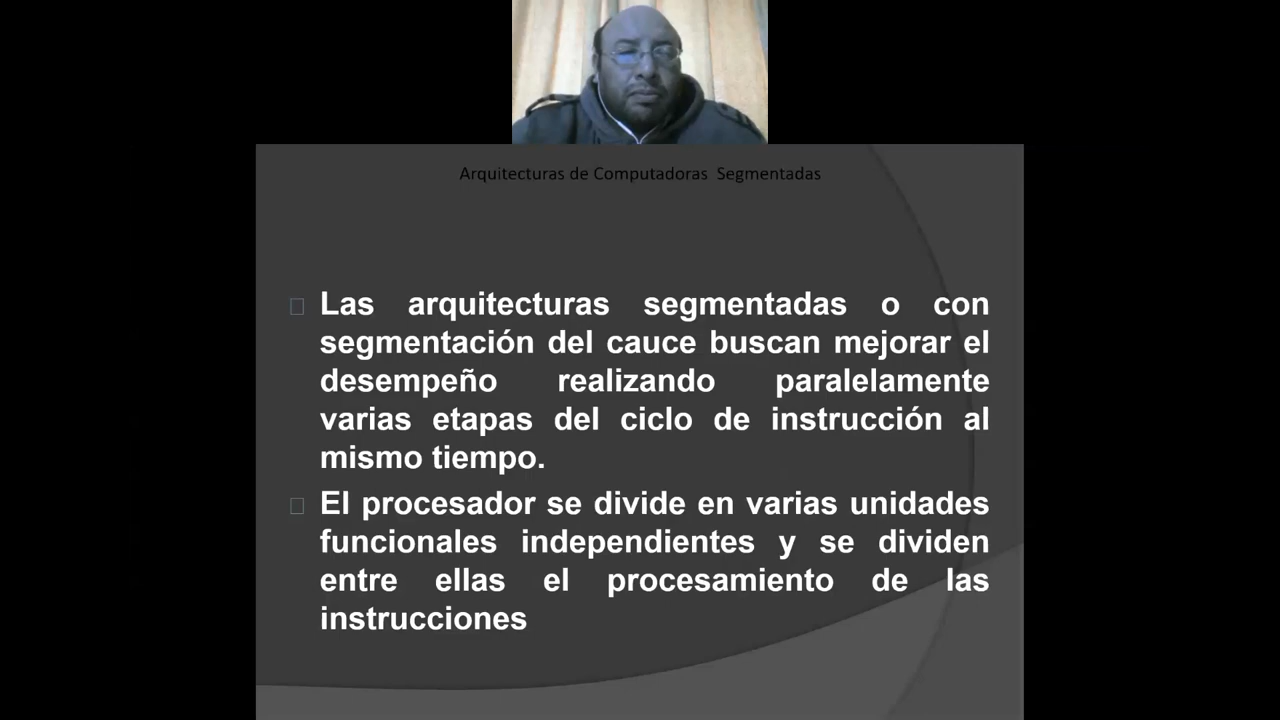 Arquitecturas de Computadoras Segmentadas
Las arquitecturas segmentadas o con
segmentación del cauce buscan mejorar el
desempeño realizando paralelamente
varias etapas del ciclo de instrucción al
mismo tiempo.
El procesador se divide en varias unidades
funcionales independientes y se dividen
entre ellas el procesamiento de las
instrucciones